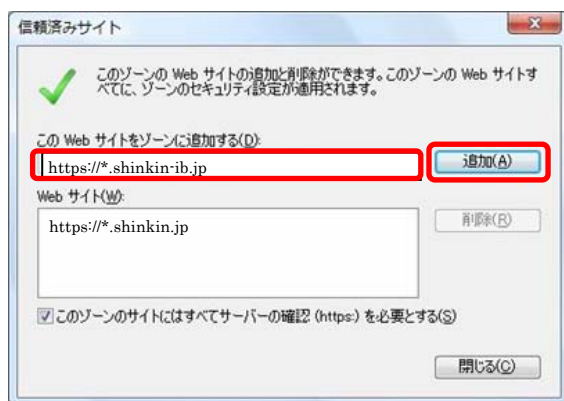 信頼済みサイト
このゾーンの Web サイトの追加と削除ができます。このゾーンの Web サイトす
べてに、ゾーンのセキュリティ設定が適用されます。
この Web サイトをゾーンに追加する(D):
https://*.shinkin-ib.jp
追加(A)
Web サイト(W):
https://*.shinkin.jp
削除(R)
このゾーンのサイトにはすべてサーバーの確認 (https:) を必要とする(S)
閉じる(C)